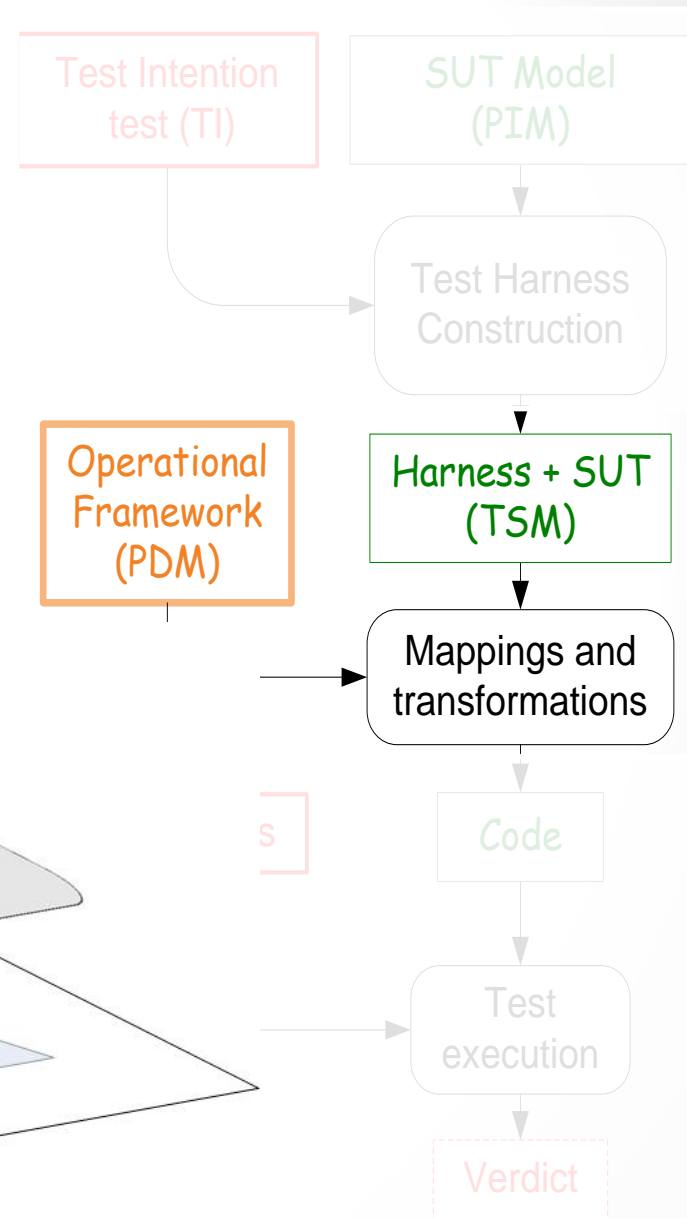 Test Intention
test (TI)
SUT Model
(PIM)
Test Harness
Construction
Operational
Framework
(PDM)
Harness + SUT
(TSM)
Mappings and
transformations
s
Code
Test
execution
Verdict